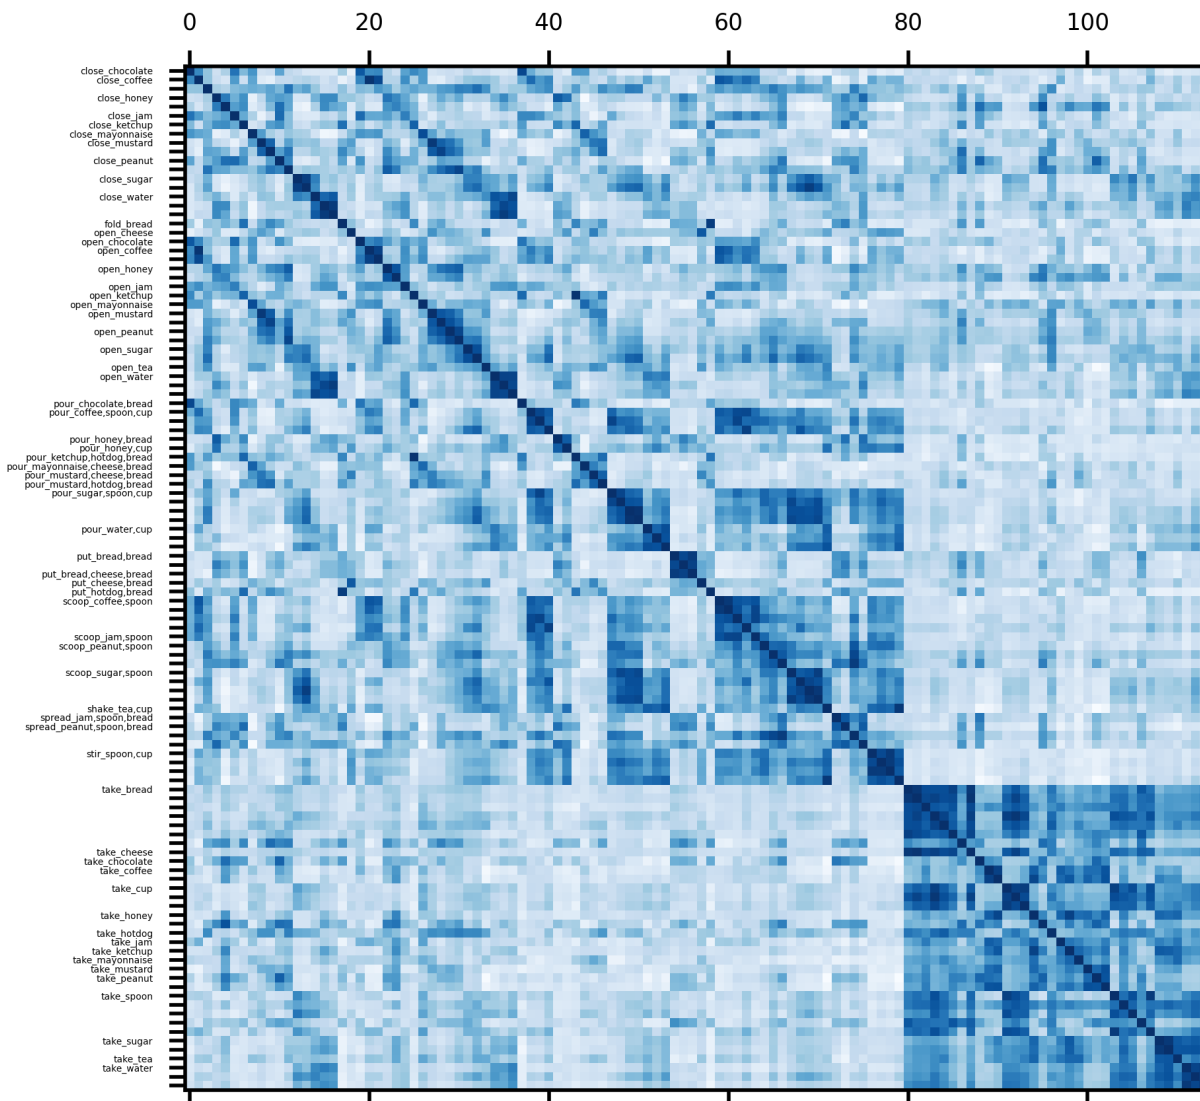 0 20 40 60 80 100
close_chocolate
close_coffee
close_honey
close_jam
close_ketchup
close_mayonnaise
close_mustard
close_peanut
close_sugar
close_water
fold_bread
open_cheese
open_chocolate
open_coffee
open_honey
open_jam
open_ketchup
open_mayonnaise
open_mustard
open_peanut
open_sugar
open_tea
open_water
pour_chocolate,bread
pour_coffee,spoon,cup
pour_honey,bread
pour_honey,cup
pour_ketchup,hotdog,bread
pour_mayonnaise,cheese,bread
pour_mustard,cheese,bread
pour_mustard,hotdog,bread
pour_sugar,spoon,cup
pour_water,cup
put_bread,bread
put_bread,cheese,bread
put_cheese,bread
put_hotdog,bread
scoop_coffee,spoon
scoop_jam,spoon
scoop_peanut,spoon
scoop_sugar,spoon
shake_tea,cup
spread_jam,spoon,bread
spread_peanut,spoon,bread
stir_spoon,cup
take_bread
take_cheese
take_chocolate
take_coffee
take_cup
take_honey
take_hotdog
take_jam
take_ketchup
take_mayonnaise
take_mustard
take_peanut
take_spoon
take_sugar
take_tea
take_water